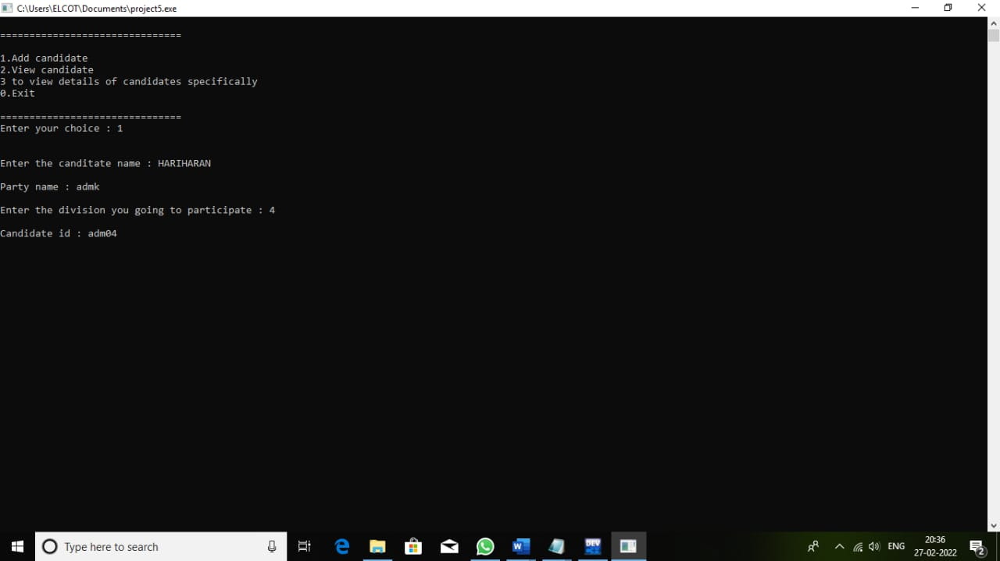 C:\Users\ELCOT\Documents\project5.exe
===============================
1.Add candidate
2.View candidate
3 to view details of candidates specifically
0.Exit
===============================
Enter your choice : 1
Enter the canditate name : HARIHARAN
Party name : admk
Enter the division you going to participate : 4
Candidate id : adm04
Type here to search
W
DEV
ENG
20:36
27-02-2022
2